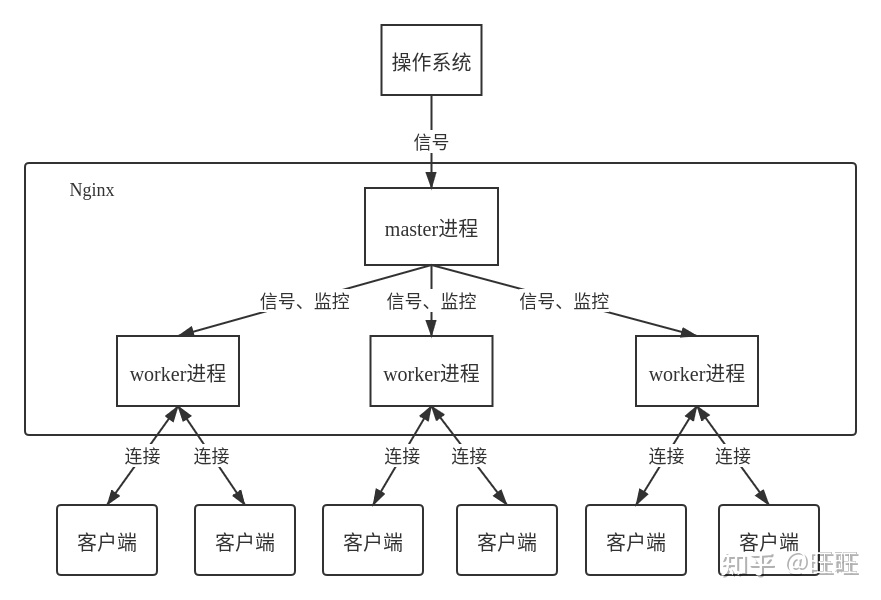 操作系统
信号
Nginx
master进程
信号、监控
信号、监控
信号、监控
worker进程
worker进程
worker进程
连接
连接
连接
连接
连接
连接
客户端
客户端
客户端
客户端
客户端
客户端
知乎 @旺旺